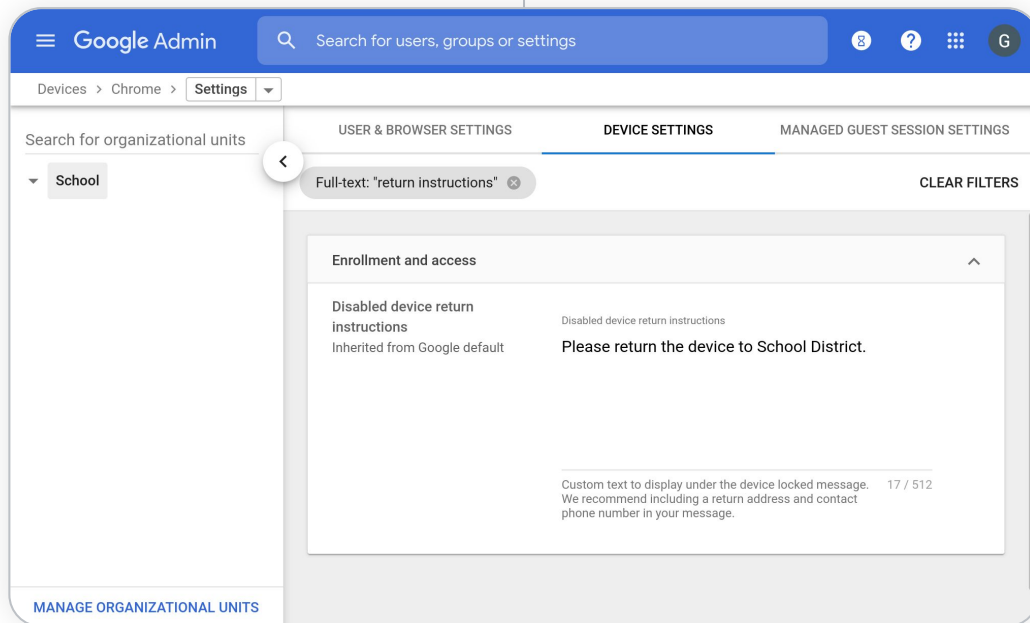 Google Admin
Search for users, groups or settings
G
Devices > Chrome > Settings
Search for organizational units
School
USER & BROWSER SETTINGS
DEVICE SETTINGS
MANAGED GUEST SESSION SETTINGS
Full-text: "return instructions"
CLEAR FILTERS
Enrollment and access
Disabled device return
instructions
Inherited from Google default
Disabled device return instructions
Please return the device to School District.
Custom text to display under the device locked message. 17 / 512
We recommend including a return address and contact
phone number in your message.
MANAGE ORGANIZATIONAL UNITS